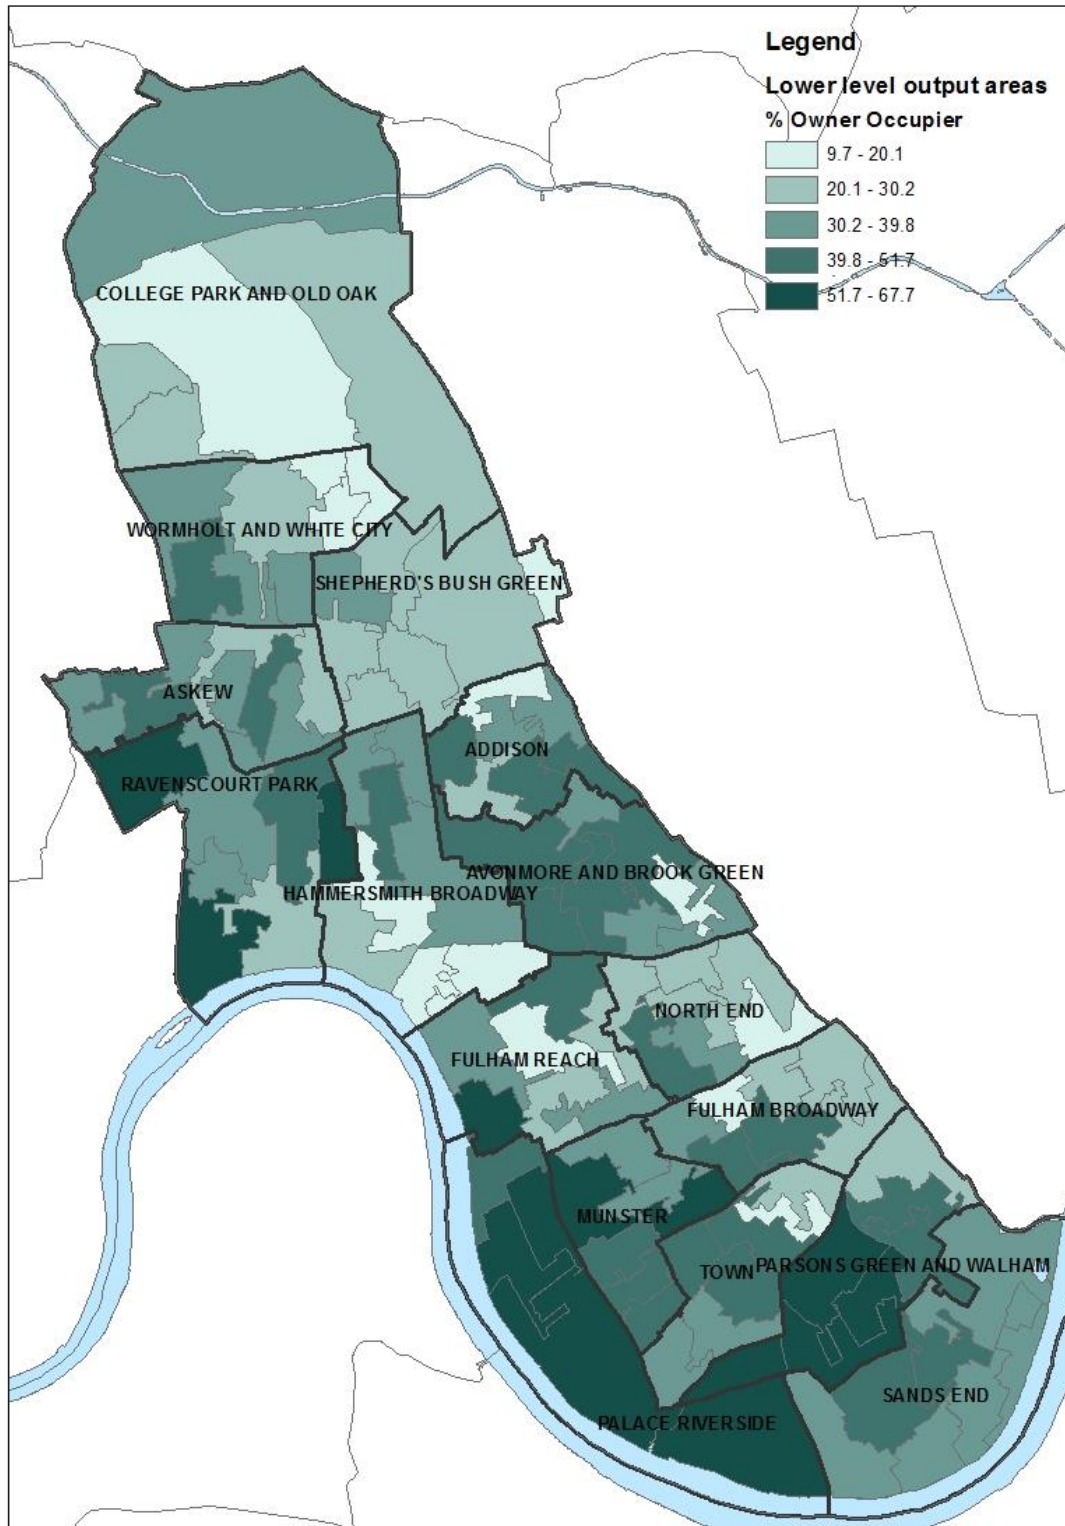 Legend
Lower level output areas
% Owner Occupier
9.7 - 20.1
20.1 - 30.2
30.2 - 39.8
39.8 - 51.7
51.7 - 67.7
COLLEGE PARK AND OLD OAK
WORMHOLT AND WHITE CITY
SHEPHERD'S BUSH GREEN
ASKEW
ADDISON
RAVENSCOURT PARK
AVONMORE AND BROOK GREEN
HAMMERSMITH BROADWAY
NORTH END
FULHAM REACH
FULHAM BROADWAY
MUNSTER
PARSONS GREEN AND WALHAM
TOWN
SANDS END
PALACE RIVERSIDE